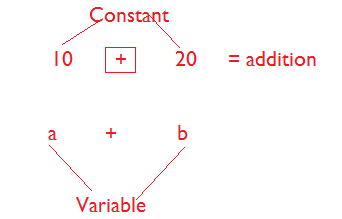 Constant
10 + 20 = addition
a + b
Variable